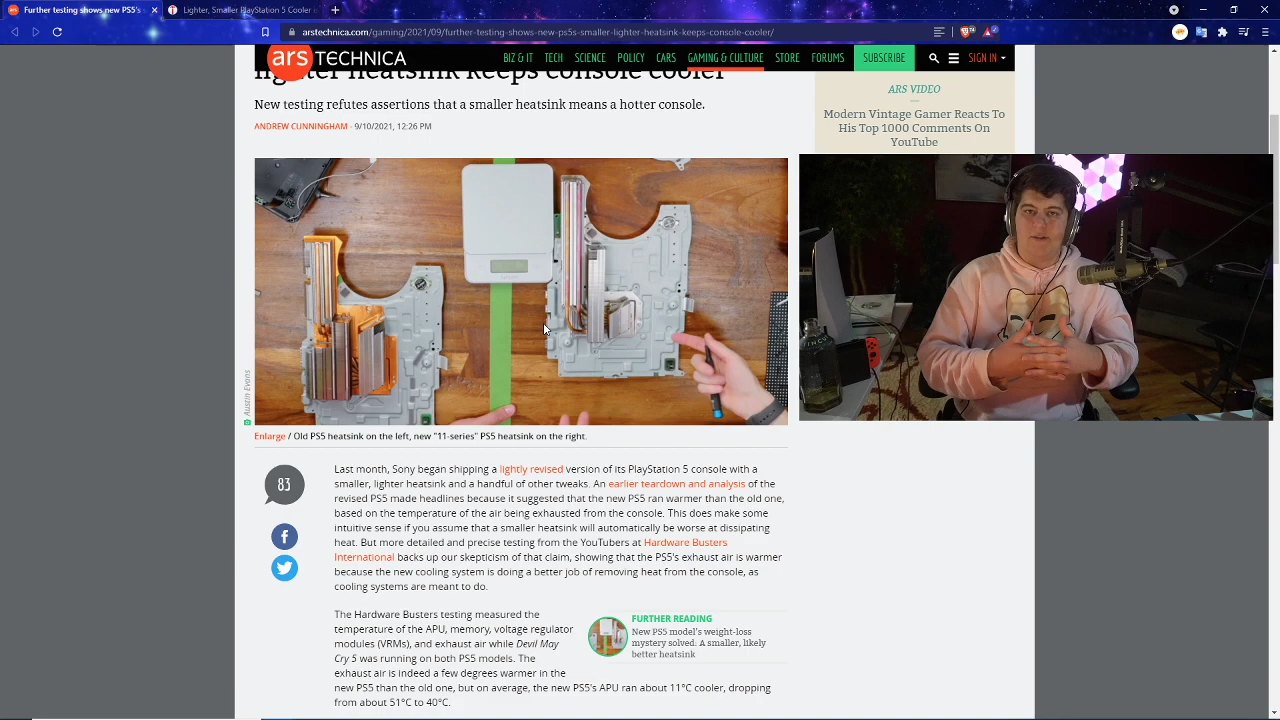 Further testing shows new PS5's
Lighter, Smaller PlayStation 5 Cooler is
arstechnica.com/gaming/2021/09/further-testing-shows-new-ps5s-smaller-lighter-heatsink-keeps-console-cooler/
ars TECHNICA
BIZ & IT TECH SCIENCE POLICY CARS GAMING & CULTURE STORE FORUMS SUBSCRIBE SIGN IN
lighter heatsink keeps console cooler
New testing refutes assertions that a smaller heatsink means a hotter console.
ANDREW CUNNINGHAM - 9/10/2021, 12:26 PM
ARS VIDEO
Modern Vintage Gamer Reacts To
His Top 1000 Comments On
YouTube
Austin Evans
Enlarge / Old PS5 heatsink on the left, new "11-series" PS5 heatsink on the right.
83
Last month, Sony began shipping a lightly revised version of its PlayStation 5 console with a
smaller, lighter heatsink and a handful of other tweaks. An earlier teardown and analysis of the
revised PS5 made headlines because it suggested that the new PS5 ran warmer than the old one,
based on the temperature of the air being exhausted from the console. This does make some
intuitive sense if you assume that a smaller heatsink will automatically be worse at dissipating
heat. But more detailed and precise testing from the YouTubers at Hardware Busters
International backs up our skepticism of that claim, showing that the PS5's exhaust air is warmer
because the new cooling system is doing a better job of removing heat from the console, as
cooling systems are meant to do.
The Hardware Busters testing measured the
temperature of the APU, memory, voltage regulator
modules (VRMs), and exhaust air while Devil May
Cry 5 was running on both PS5 models. The
exhaust air is indeed a few degrees warmer in the
new PS5 than the old one, but on average, the new PS5's APU ran about 11°C cooler, dropping
from about 51°C to 40°C.
FURTHER READING
New PS5 model's weight-loss
mystery solved: A smaller, likely
better heatsink